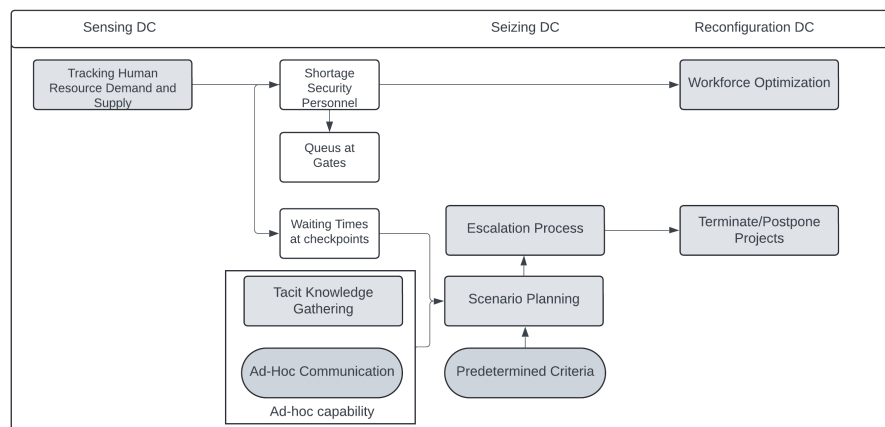 Sensing DC
Seizing DC
Reconfiguration DC
Tracking Human
Resource Demand and
Supply
Shortage
Security
Personnel
Workforce Optimization
Queus at
Gates
Waiting Times
at checkpoints
Escalation Process
Terminate/Postpone
Projects
Tacit Knowledge
Gathering
Scenario Planning
Ad-Hoc Communication
Predetermined Criteria
Ad-hoc capability